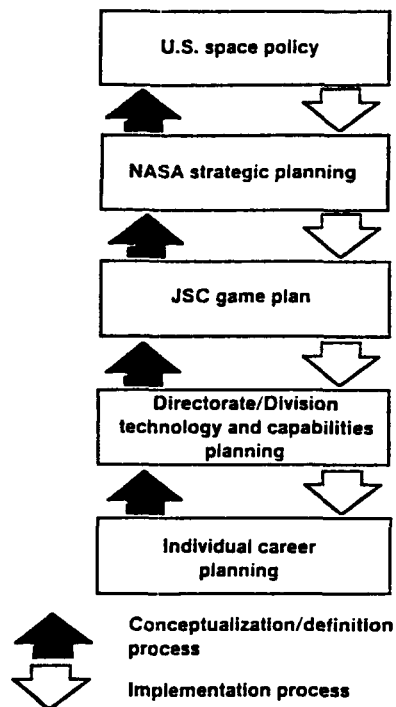 U.S. space policy
NASA strategic planning
JSC game plan
Directorate/Division
technology and capabilities
planning
Individual career
planning
Conceptualization/definition
process
Implementation process